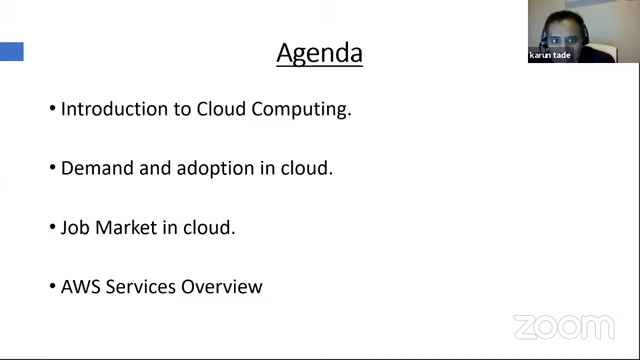 Agenda
karun tade
• Introduction to Cloud Computing.
• Demand and adoption in cloud.
• Job Market in cloud.
• AWS Services Overview
zoom